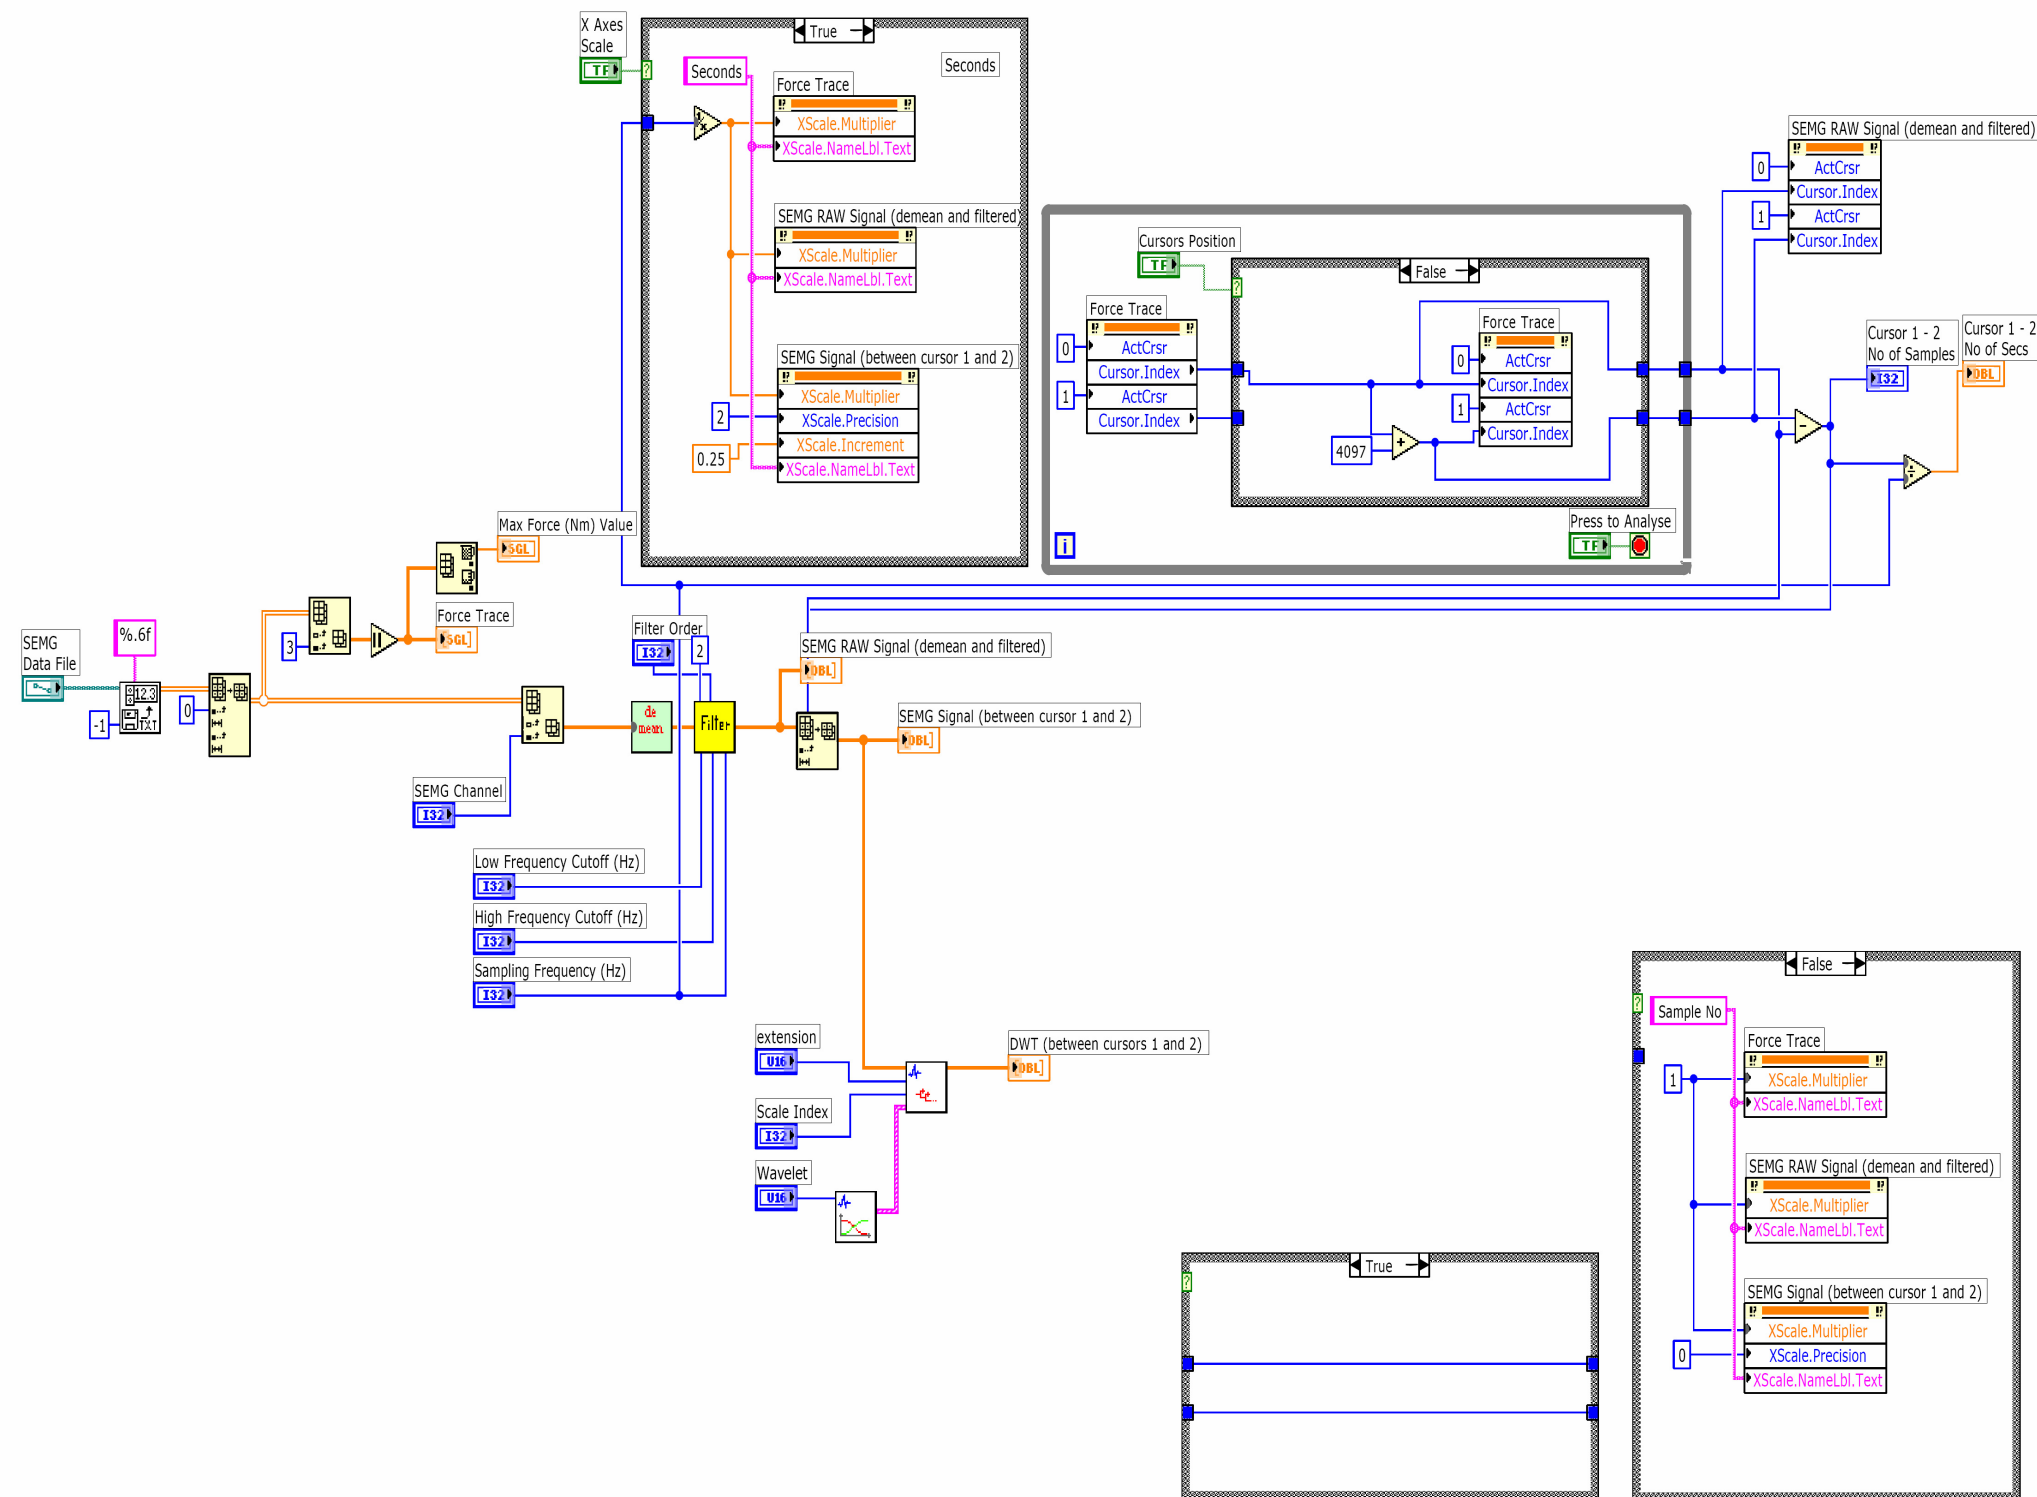 X Axes
Scale
TF
True
?
Seconds
Seconds
Force Trace
1/x
XScale.Multiplier
XScale.NameLbl.Text
SEMG RAW Signal (demean and filtered)
XScale.Multiplier
XScale.NameLbl.Text
SEMG Signal (between cursor 1 and 2)
XScale.Multiplier
2
XScale.Precision
0.25
XScale.Increment
XScale.NameLbl.Text
SEMG RAW Signal (demean and filtered)
0
ActCrsr
Cursor.Index
1
ActCrsr
Cursor.Index
Cursors Position
TF
False
?
Force Trace
0
ActCrsr
Cursor.Index
1
ActCrsr
Cursor.Index
Force Trace
0
ActCrsr
Cursor.Index
1
ActCrsr
Cursor.Index
4097
+
Press to Analyse
TF
i
Cursor 1 - 2
No of Samples
I32
Cursor 1 - 2
No of Secs
DBL
-
÷
Max Force (Nm) Value
SGL
Force Trace
SGL]
SEMG
Data File
%.6f
-1
12.3
TXT
0
3
Filter Order
I32
2
SEMG RAW Signal (demean and filtered)
DBL]
de
mean
Filter
SEMG Signal (between cursor 1 and 2)
DBL]
SEMG Channel
I32
Low Frequency Cutoff (Hz)
I32
High Frequency Cutoff (Hz)
I32
Sampling Frequency (Hz)
I32
extension
U16
Scale Index
I32
Wavelet
U16
DWT (between cursors 1 and 2)
DBL]
True
?
False
?
Sample No
Force Trace
1
XScale.Multiplier
XScale.NameLbl.Text
SEMG RAW Signal (demean and filtered)
XScale.Multiplier
XScale.NameLbl.Text
SEMG Signal (between cursor 1 and 2)
XScale.Multiplier
0
XScale.Precision
XScale.NameLbl.Text